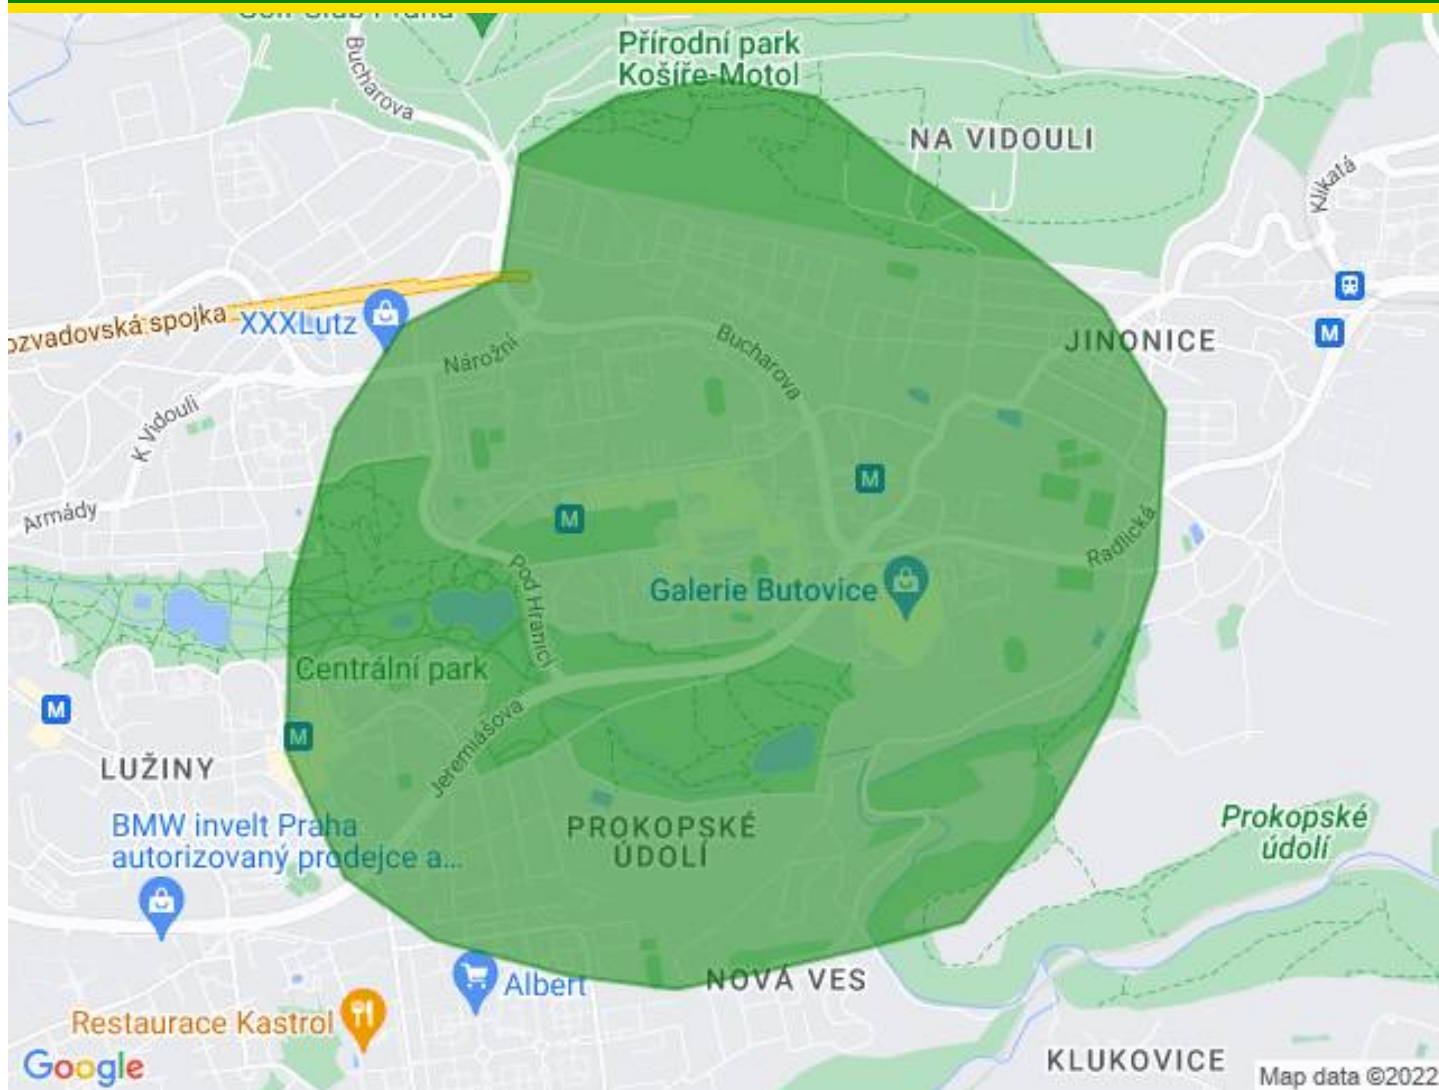 Přírodní park
Košíře-Motol
Bucharova
NA VIDOULI
Klikatá
ozvadovská spojka
XXXLutz
M
JINONICE
Nárožní
Bucharova
K Vidouli
M
Armády
M
Radlická
Pod Hranicí
Galerie Butovice
Centrální park
M
M
Jeremiášova
LUŽINY
BMW invelt Praha
autorizovaný prodejce a...
PROKOPSKÉ
ÚDOLÍ
Prokopské
údolí
Albert
NOVÁ VES
Restaurace Kastrol
KLUKOVICE
Google
Map data ©2022